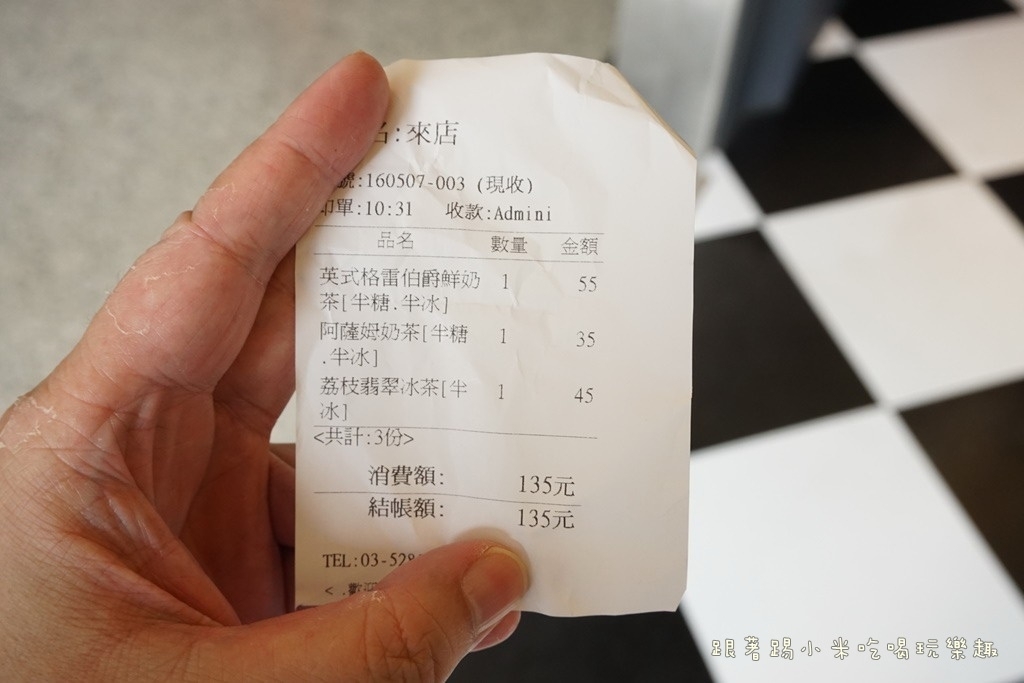 名:來店
號:160507-003 (現收)
印單:10:31 收款:Admini
品名 數量 金額
英式格雷伯爵鮮奶 1 55
茶[半糖.半冰]
阿薩姆奶茶[半糖 1 35
.半冰]
荔枝翡翠冰茶[半 1 45
冰]
<共計:3份>
消費額: 135元
結帳額: 135元
TEL:03-528
< .歡迎
跟著踢小米吃喝玩樂趣